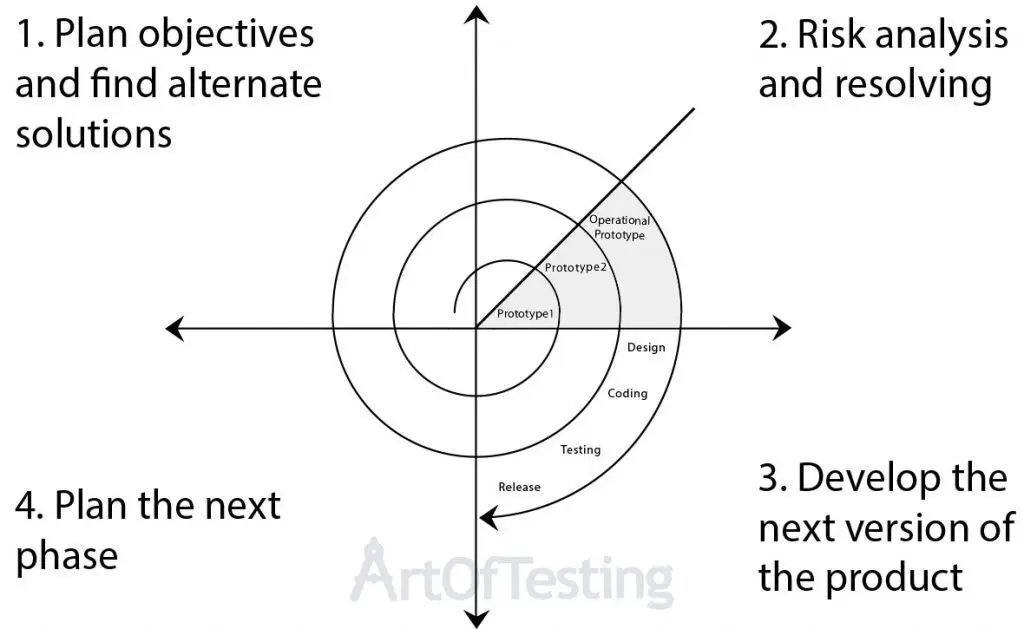 1. Plan objectives
and find alternate
solutions
2. Risk analysis
and resolving
Operational
Prototype
Prototype2
Prototype1
Design
Coding
Testing
Release
4. Plan the next
phase
3. Develop the
next version of
the product
ArtOfTesting